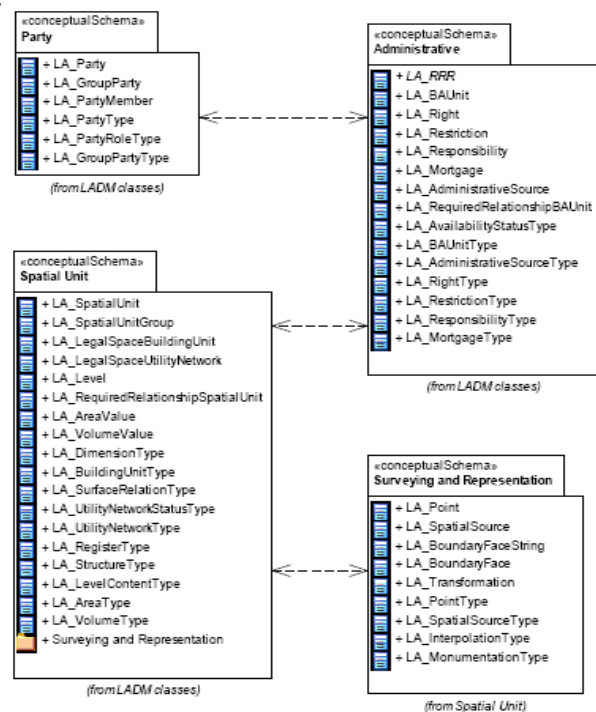 «conceptualSchema»
Party
+ LA_Party
+ LA_GroupParty
+ LA_PartyMember
+ LA_PartyType
+ LA_PartyRoleType
+ LA_GroupPartyType
(from LADM classes)
«conceptualSchema»
Administrative
+ LA_RRR
+ LA_BAUnit
+ LA_Right
+ LA_Restriction
+ LA_Responsibility
+ LA_Mortgage
+ LA_AdministrativeSource
+ LA_RequiredRelationshipBAUnit
+ LA_AvailabilityStatusType
+ LA_BAUnitType
+ LA_AdministrativeSourceType
+ LA_RightType
+ LA_RestrictionType
+ LA_ResponsibilityType
+ LA_MortgageType
(from LADM classes)
«conceptualSchema»
Spatial Unit
+ LA_SpatialUnit
+ LA_SpatialUnitGroup
+ LA_LegalSpaceBuildingUnit
+ LA_LegalSpaceUtilityNetwork
+ LA_Level
+ LA_RequiredRelationshipSpatialUnit
+ LA_AreaValue
+ LA_VolumeValue
+ LA_DimensionType
+ LA_BuildingUnitType
+ LA_SurfaceRelationType
+ LA_UtilityNetworkStatusType
+ LA_UtilityNetworkType
+ LA_RegisterType
+ LA_StructureType
+ LA_LevelContentType
+ LA_AreaType
+ LA_VolumeType
+ Surveying and Representation
(from LADM classes)
«conceptualSchema»
Surveying and Representation
+ LA_Point
+ LA_SpatialSource
+ LA_BoundaryFaceString
+ LA_BoundaryFace
+ LA_Transformation
+ LA_PointType
+ LA_SpatialSourceType
+ LA_InterpolationType
+ LA_MonumentationType
(from Spatial Unit)